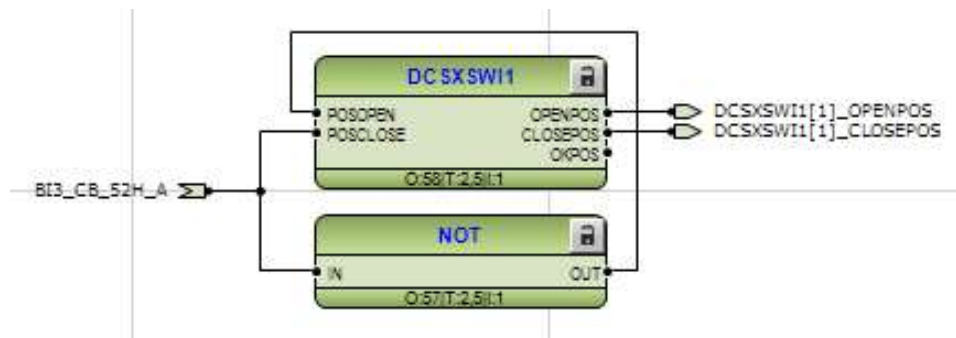 DCSXSWI1
POSOPEN OPENPOS DCSXSWI1[1]_OPENPOS
POSCLOSE CLOSEPOS DCSXSWI1[1]_CLOSEPOS
OKPOS
BI3_CB_52H_A O:58|T:2,5|I:1
NOT
IN OUT
O:57|T:2,5|I:1